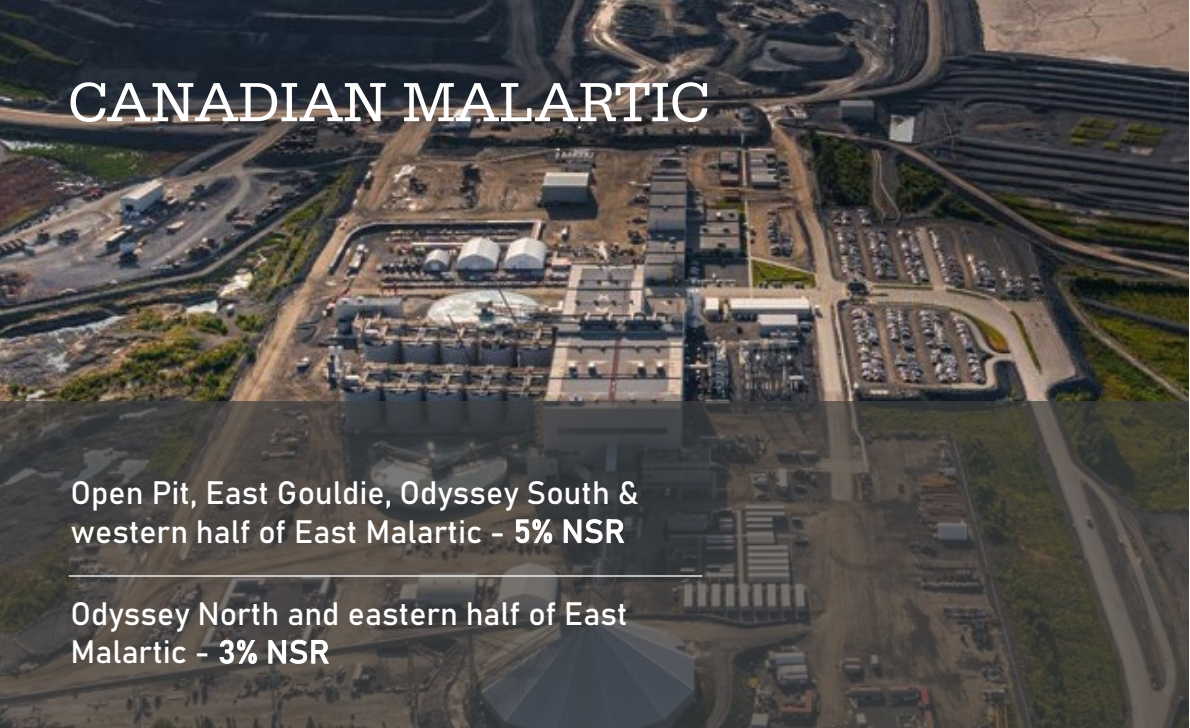 CANADIAN MALARTIC
Open Pit, East Gouldie, Odyssey South &
western half of East Malartic - 5% NSR
Odyssey North and eastern half of East
Malartic - 3% NSR